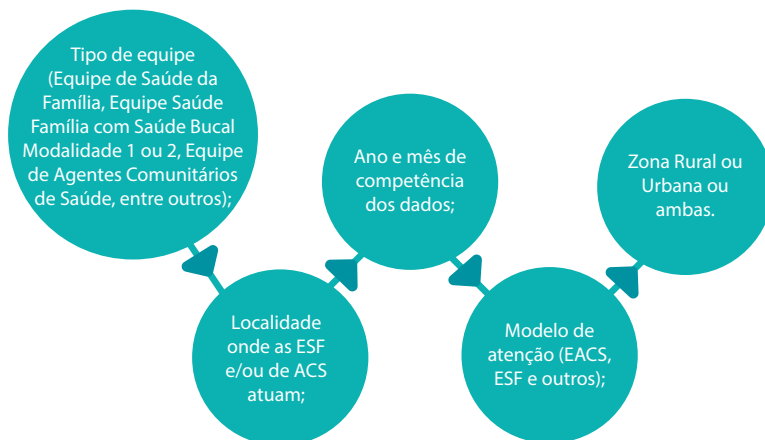 Tipo de equipe
(Equipe de Saúde da
Família, Equipe Saúde
Família com Saúde Bucal
Modalidade 1 ou 2, Equipe
de Agentes Comunitários
de Saúde, entre outros);
Localidade
onde as ESF
e/ou de ACS
atuam;
Ano e mês de
competência
dos dados;
Modelo de
atenção (EACS,
ESF e outros);
Zona Rural ou
Urbana ou
ambas.